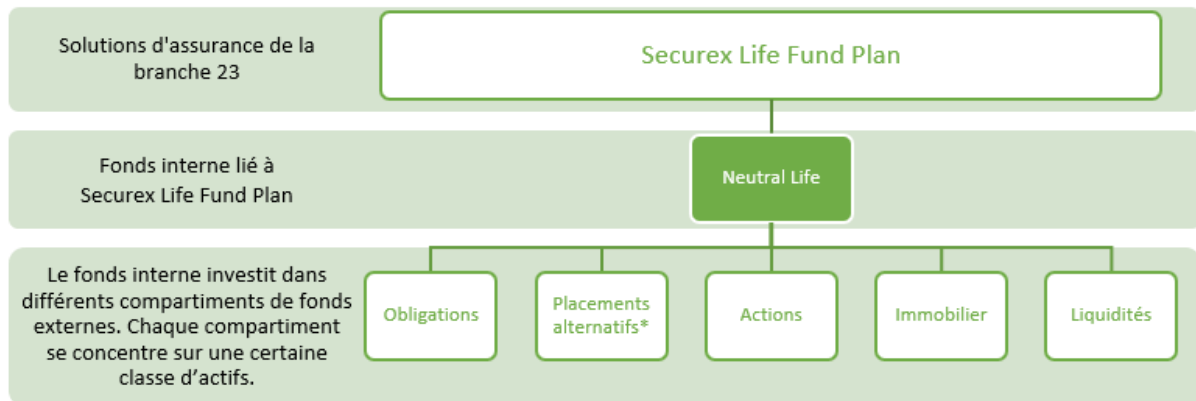 Solutions d'assurance de la
branche 23
Securex Life Fund Plan
Fonds interne lié à
Securex Life Fund Plan
Neutral Life
Le fonds interne investit dans
différents compartiments de fonds
externes. Chaque compartiment
se concentre sur une certaine
classe d’actifs.
Obligations
Placements
alternatifs*
Actions
Immobilier
Liquidités